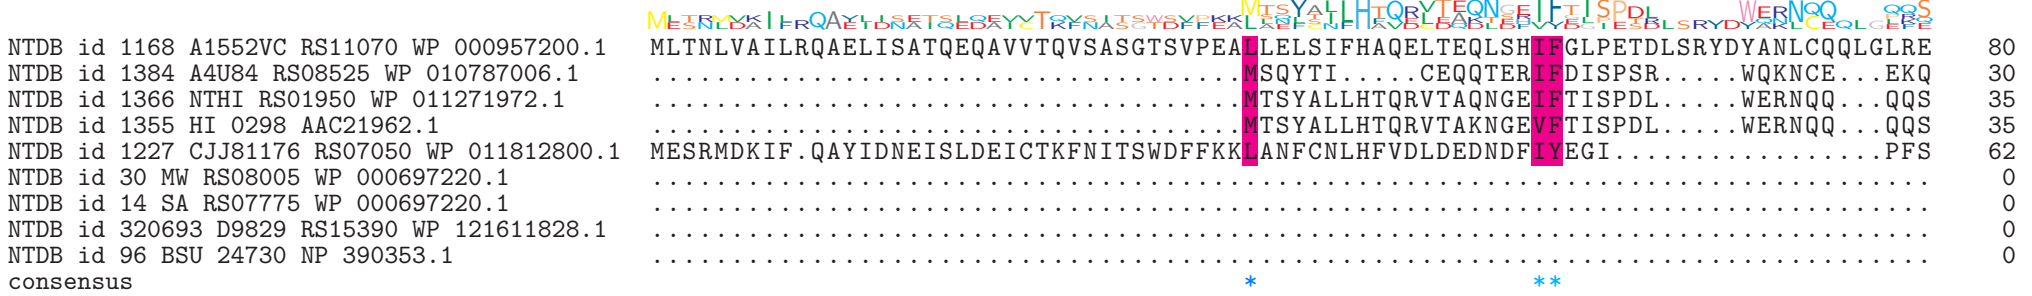 NTDB id 1168 A1552VC RS11070 WP 000957200.1 MLTNLVAILRQAELISATQEQAVVTQVSASGTSVPEALLELSIFHAQELTEQLSHIFGLPETDLSRYDYANLCQQLGLRE 80
NTDB id 1384 A4U84 RS08525 WP 010787006.1 .....................................MSQYTI.....CEQQTERIFDISPSR.....WQKNCE...EKQ 30
NTDB id 1366 NTHI RS01950 WP 011271972.1 .....................................MTSYALLHTQRVTAQNGEIFTISPDL.....WERNQQ...QQS 35
NTDB id 1355 HI 0298 AAC21962.1 .....................................MTSYALLHTQRVTAKNGEVFTISPDL.....WERNQQ...QQS 35
NTDB id 1227 CJJ81176 RS07050 WP 011812800.1 MESRMDKIF.QAYIDNEISLDEICTKFNITSWDFFKKLANFCNLHFVDLDEDNDFIYEGI.................PFS 62
NTDB id 30 MW RS08005 WP 000697220.1 ................................................................................ 0
NTDB id 14 SA RS07775 WP 000697220.1 ................................................................................ 0
NTDB id 320693 D9829 RS15390 WP 121611828.1 ................................................................................ 0
NTDB id 96 BSU 24730 NP 390353.1 ................................................................................ 0
consensus * **